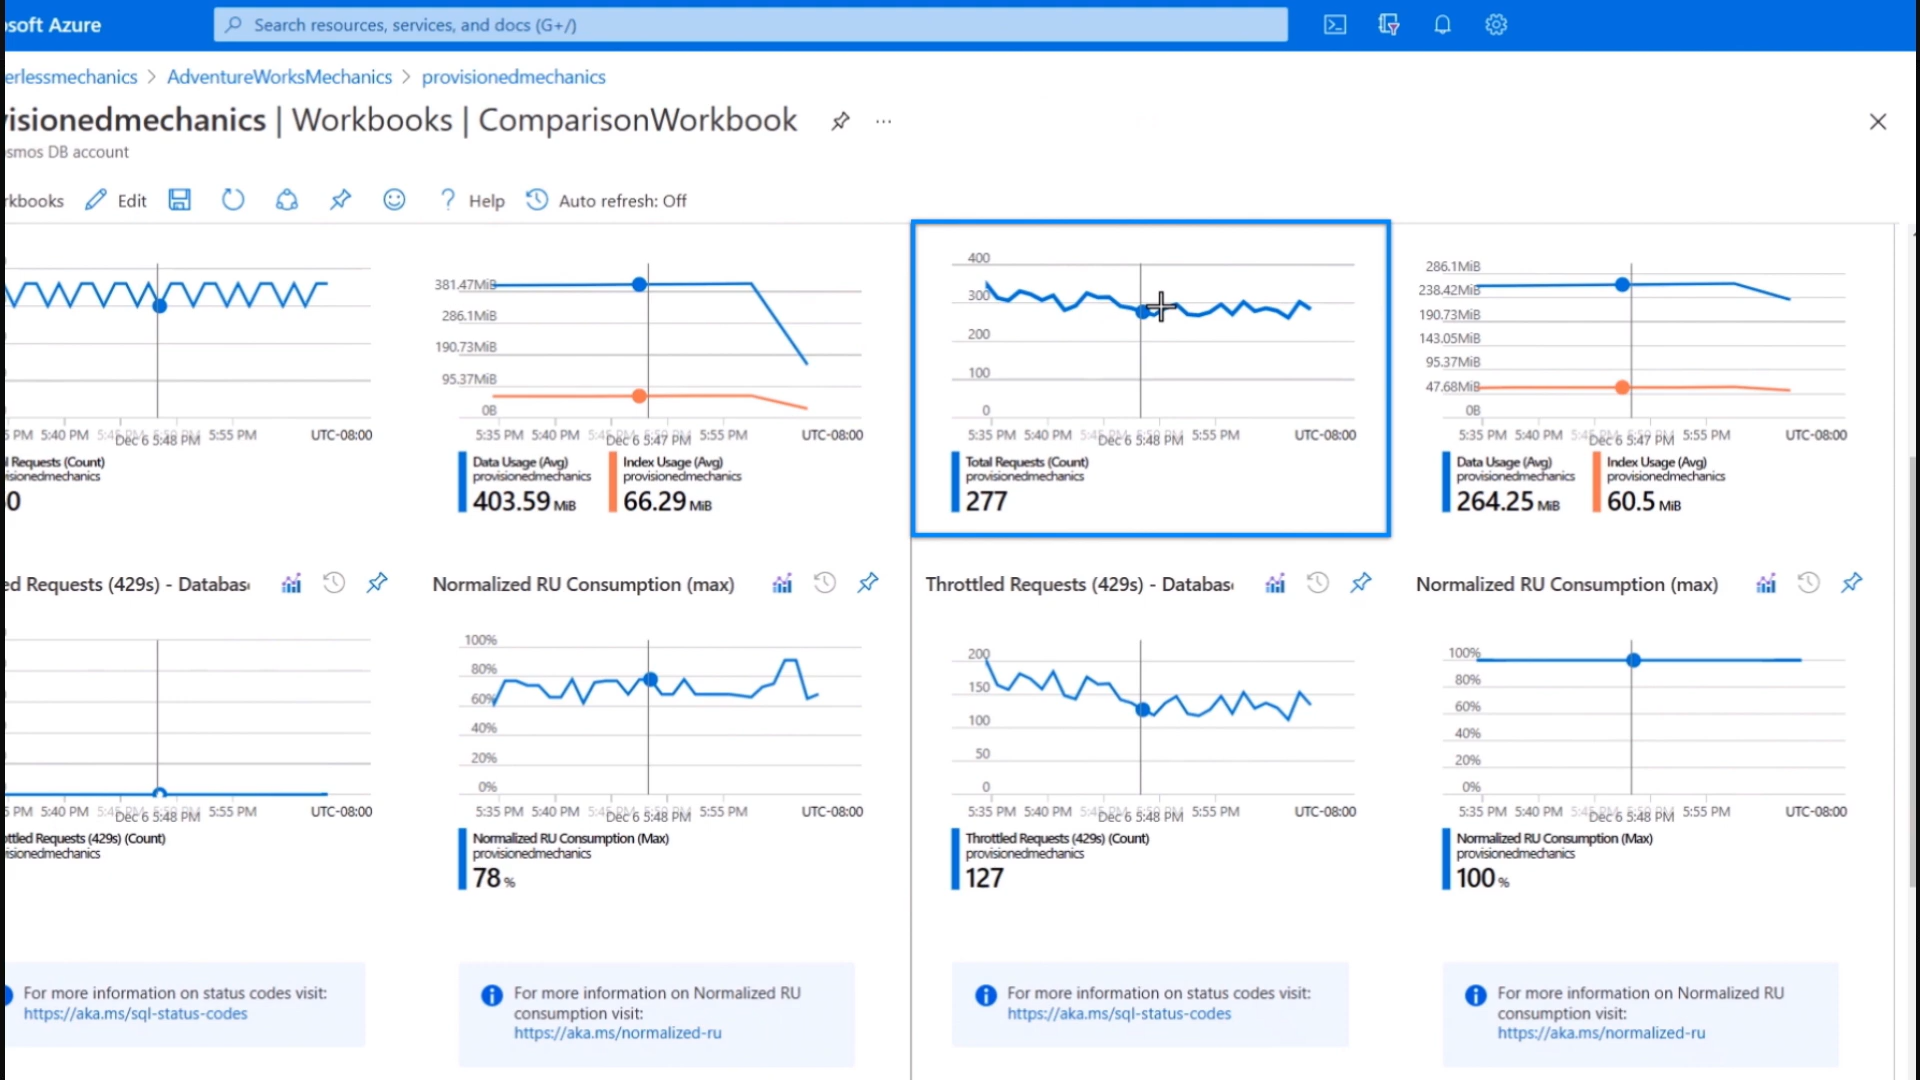 osoft Azure
Search resources, services, and docs (G+/)
erlessmechanics > AdventureWorksMechanics > provisionedmechanics
visionedmechanics | Workbooks | ComparisonWorkbook
osmos DB account
rkbooks Edit Help Auto refresh: Off
381.47MiB
286.1MiB
190.73MiB
95.37MiB
0B
400
300
200
100
0
286.1MiB
238.42MiB
190.73MiB
143.05MiB
95.37MiB
47.68MiB
0B
5 PM 5:40 PM Dec 6 5:48 PM 5:55 PM UTC-08:00
5:35 PM 5:40 PM Dec 6 5:47 PM 5:55 PM UTC-08:00
5:35 PM 5:40 PM Dec 6 5:48 PM 5:55 PM UTC-08:00
5:35 PM 5:40 PM Dec 6 5:47 PM 5:55 PM UTC-08:00
l Requests (Count)
isionedmechanics
0
Data Usage (Avg)
provisionedmechanics
403.59 MiB
Index Usage (Avg)
provisionedmechanics
66.29 MiB
Total Requests (Count)
provisionedmechanics
277
Data Usage (Avg)
provisionedmechanics
264.25 MiB
Index Usage (Avg)
provisionedmechanics
60.5 MiB
ed Requests (429s) - Databas
Normalized RU Consumption (max)
Throttled Requests (429s) - Databas
Normalized RU Consumption (max)
100%
80%
60%
40%
20%
0%
200
150
100
50
0
100%
80%
60%
40%
20%
0%
5 PM 5:40 PM Dec 6 5:48 PM 5:55 PM UTC-08:00
5:35 PM 5:40 PM Dec 6 5:48 PM 5:55 PM UTC-08:00
5:35 PM 5:40 PM Dec 6 5:48 PM 5:55 PM UTC-08:00
5:35 PM 5:40 PM Dec 6 5:48 PM 5:55 PM UTC-08:00
ottled Requests (429s) (Count)
isionedmechanics
Normalized RU Consumption (Max)
provisionedmechanics
78 %
Throttled Requests (429s) (Count)
provisionedmechanics
127
Normalized RU Consumption (Max)
provisionedmechanics
100 %
For more information on status codes visit:
https://aka.ms/sql-status-codes
For more information on Normalized RU
consumption visit:
https://aka.ms/normalized-ru
For more information on status codes visit:
https://aka.ms/sql-status-codes
For more information on Normalized RU
consumption visit:
https://aka.ms/normalized-ru